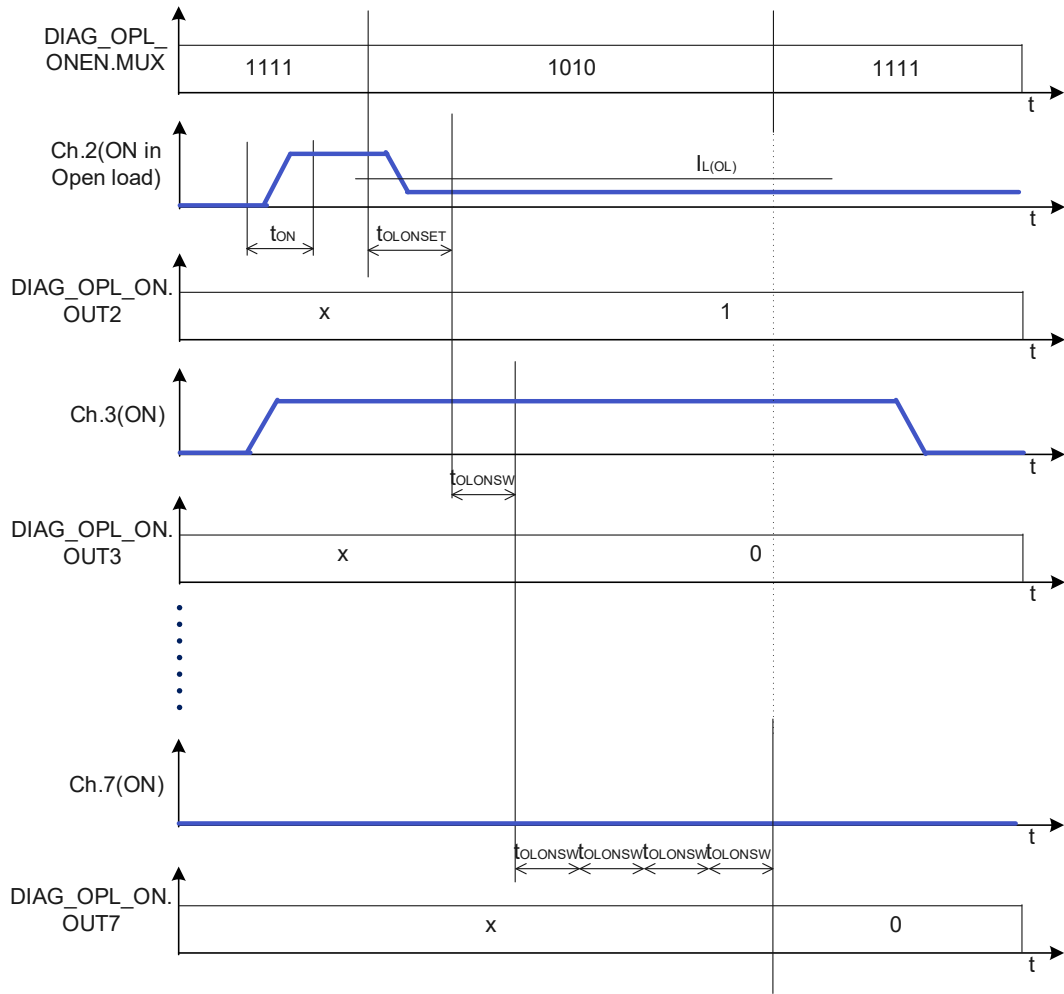 DIAG_OPL_
ONEN.MUX
1111
1010
1111
t
Ch.2(ON in
Open load)
IL(OL)
t
tON
tOLONSET
DIAG_OPL_ON.
OUT2
x
1
t
Ch.3(ON)
t
tOLONSW
DIAG_OPL_ON.
OUT3
x
0
t
Ch.7(ON)
t
tOLONSW tOLONSW tOLONSW tOLONSW
DIAG_OPL_ON.
OUT7
x
0
t